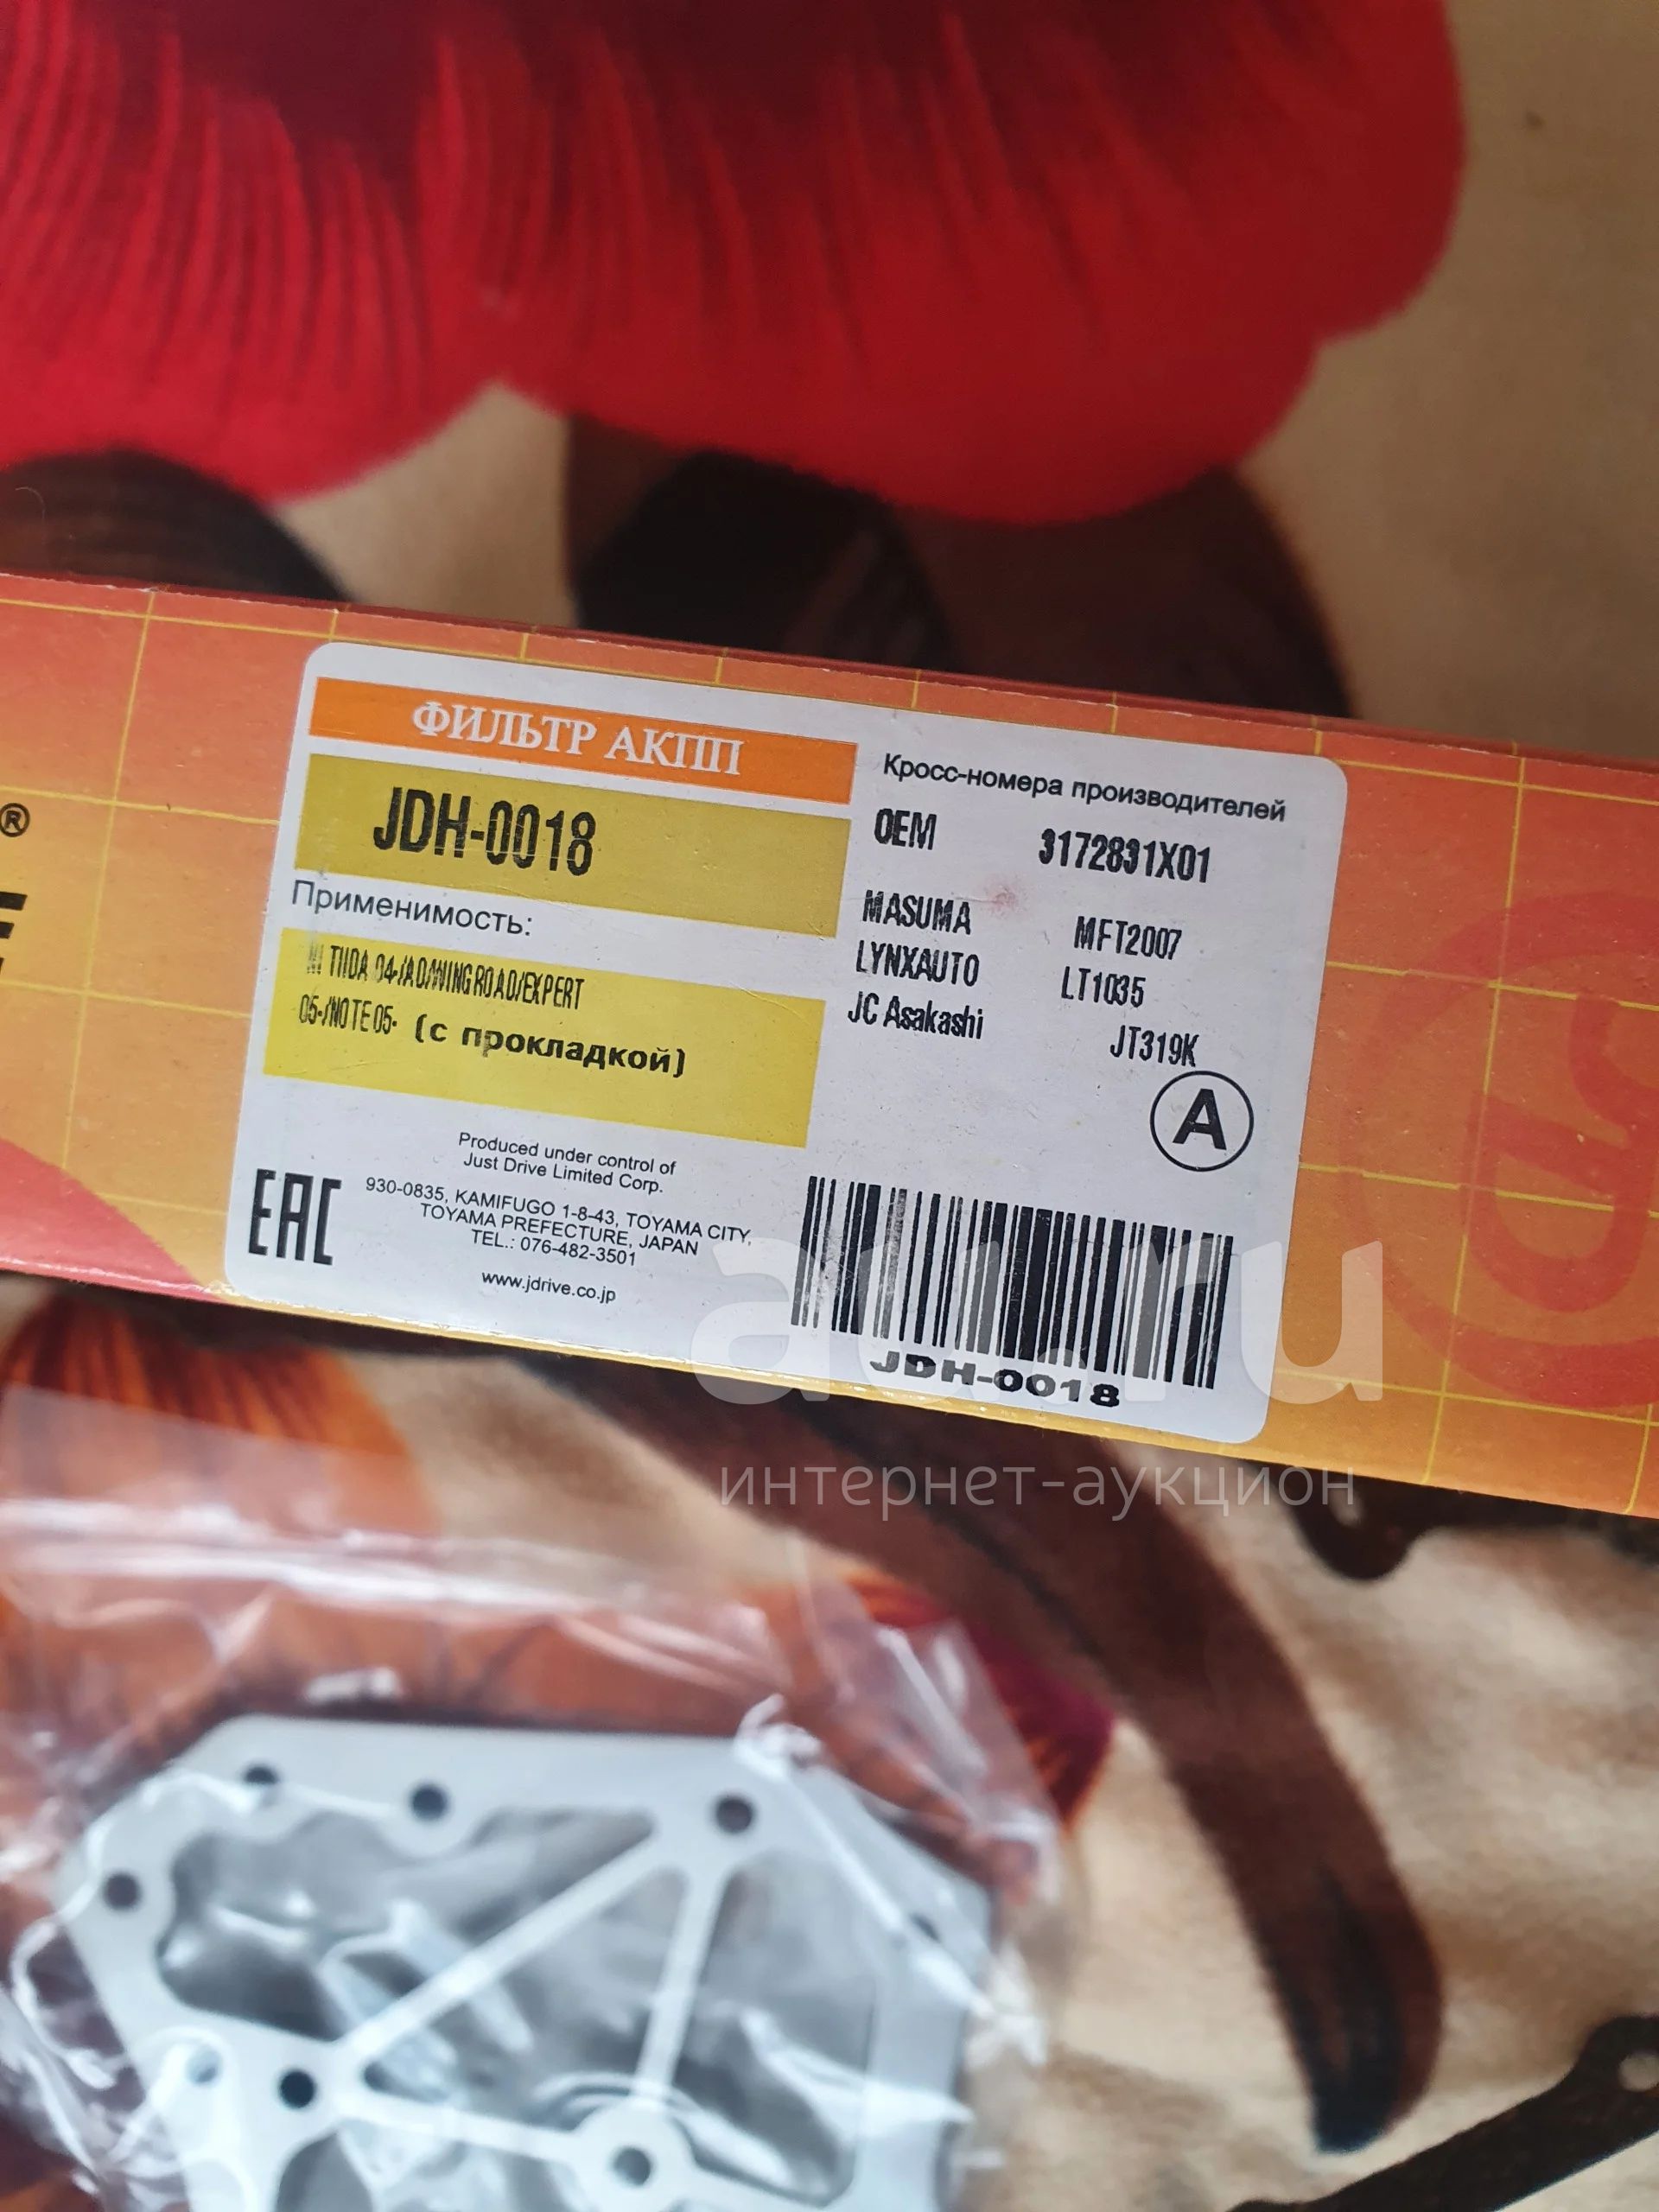 ®
ФИЛЬТР АКПП
JDH-0018
Применимость:
NI TIIDA 04-/AD/WINGROAD/EXPERT
05-/NOTE 05- (с прокладкой)
Produced under control of
Just Drive Limited Corp.
930-0835, KAMIFUGO 1-8-43, TOYAMA CITY,
TOYAMA PREFECTURE, JAPAN
TEL.: 076-482-3501
www.jdrive.co.jp
EAC
Кросс-номера производителей
OEM 3172831X01
MASUMA MFT2007
LYNXAUTO LT1035
JC Asakashi JT319K
A
JDH-0018
au.ru
интернет-аукцион